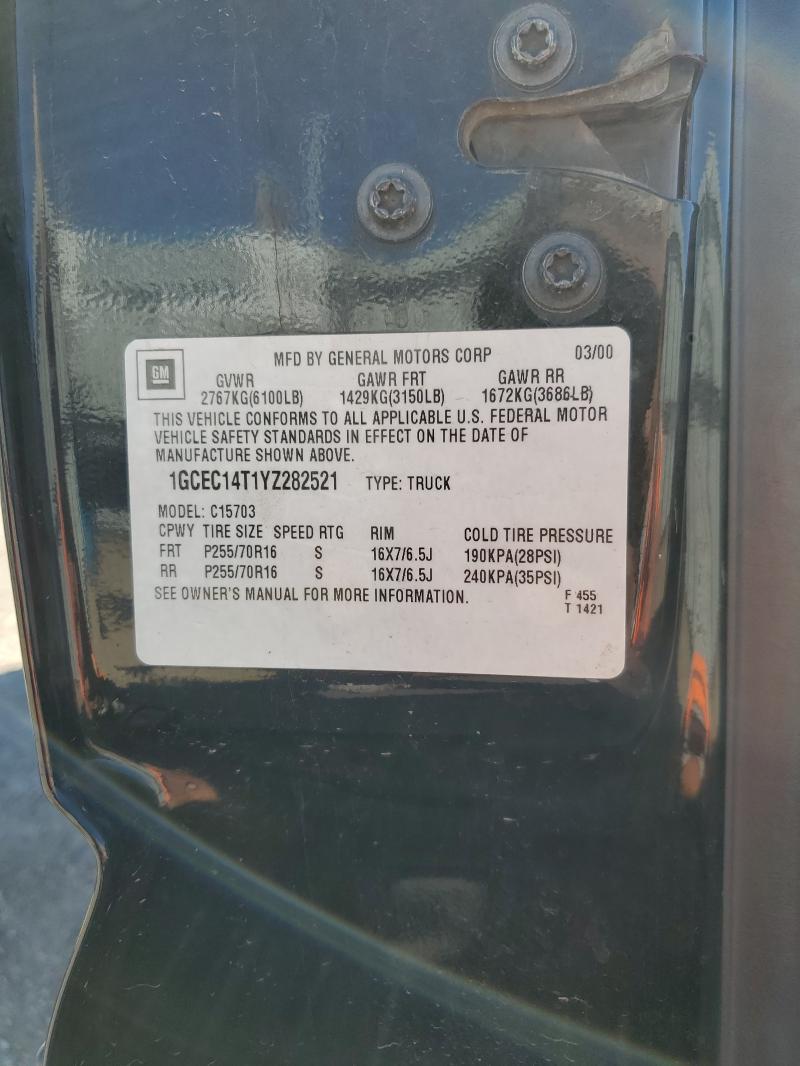 GM
MFD BY GENERAL MOTORS CORP 03/00
GVWR GAWR FRT GAWR RR
2767KG(6100LB) 1429KG(3150LB) 1672KG(3686LB)
THIS VEHICLE CONFORMS TO ALL APPLICABLE U.S. FEDERAL MOTOR
VEHICLE SAFETY STANDARDS IN EFFECT ON THE DATE OF
MANUFACTURE SHOWN ABOVE.
1GCEC14T1YZ282521 TYPE: TRUCK
MODEL: C15703
CPWY TIRE SIZE SPEED RTG RIM COLD TIRE PRESSURE
FRT P255/70R16 S 16X7/6.5J 190KPA(28PSI)
RR P255/70R16 S 16X7/6.5J 240KPA(35PSI)
SEE OWNER'S MANUAL FOR MORE INFORMATION. F 455
T 1421